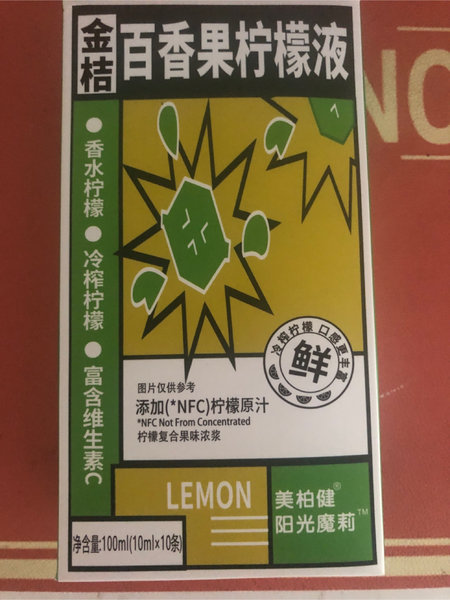 金桔
百香果柠檬液
香水柠檬
冷榨柠檬
富含维生素C
冷榨柠檬 口感更丰富
鲜
图片仅供参考
添加(*NFC)柠檬原汁
*NFC Not From Concentrated
柠檬复合果味浓浆
LEMON
美柏健®
阳光魔莉™
净含量:100ml(10ml×10条)
NC